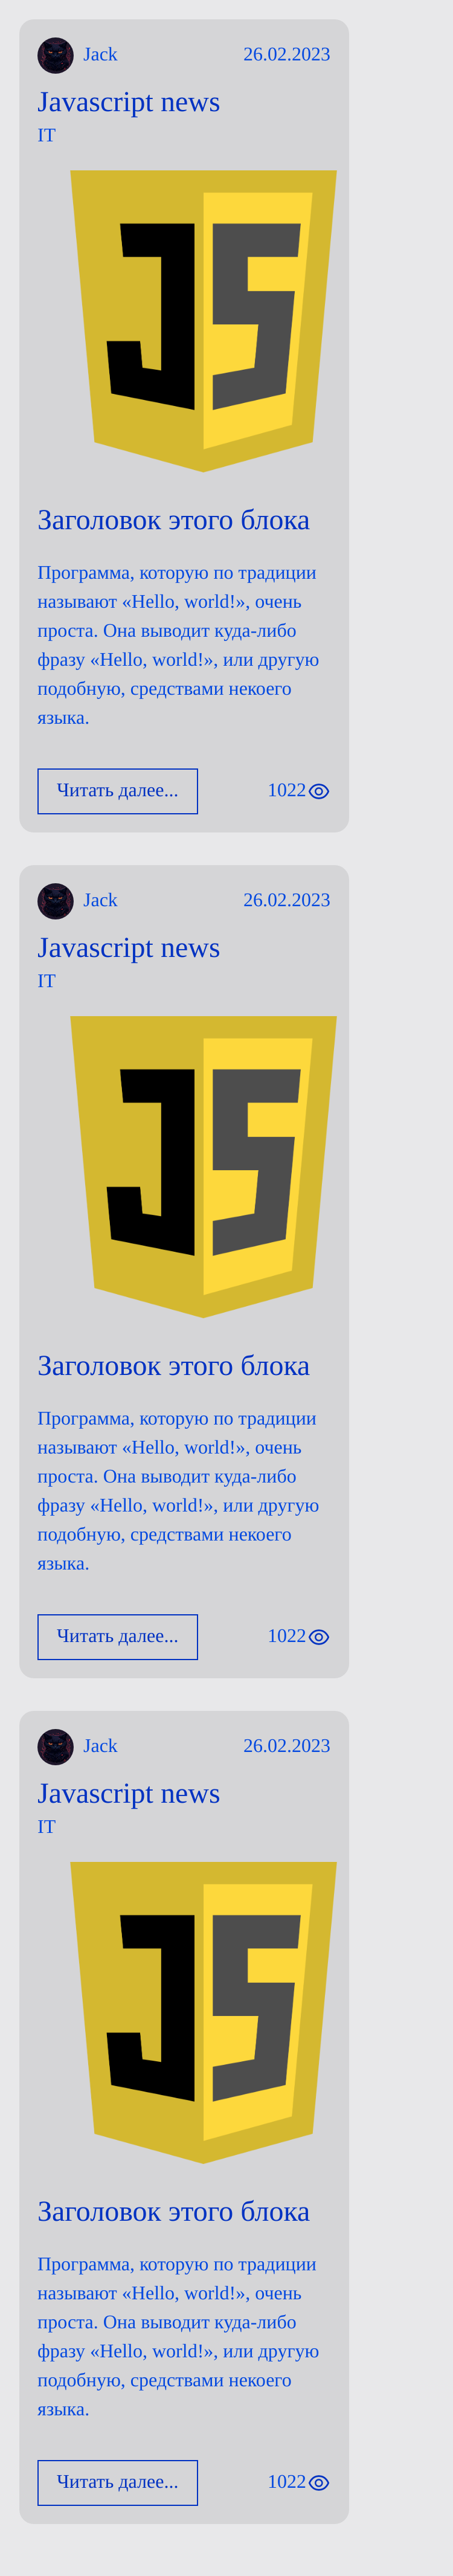 Jack 26.02.2023
Javascript news
IT
JS
Заголовок этого блока
Программа, которую по традиции
называют «Hello, world!», очень
проста. Она выводит куда-либо
фразу «Hello, world!», или другую
подобную, средствами некоего
языка.
Читать далее... 1022
Jack 26.02.2023
Javascript news
IT
JS
Заголовок этого блока
Программа, которую по традиции
называют «Hello, world!», очень
проста. Она выводит куда-либо
фразу «Hello, world!», или другую
подобную, средствами некоего
языка.
Читать далее... 1022
Jack 26.02.2023
Javascript news
IT
JS
Заголовок этого блока
Программа, которую по традиции
называют «Hello, world!», очень
проста. Она выводит куда-либо
фразу «Hello, world!», или другую
подобную, средствами некоего
языка.
Читать далее... 1022